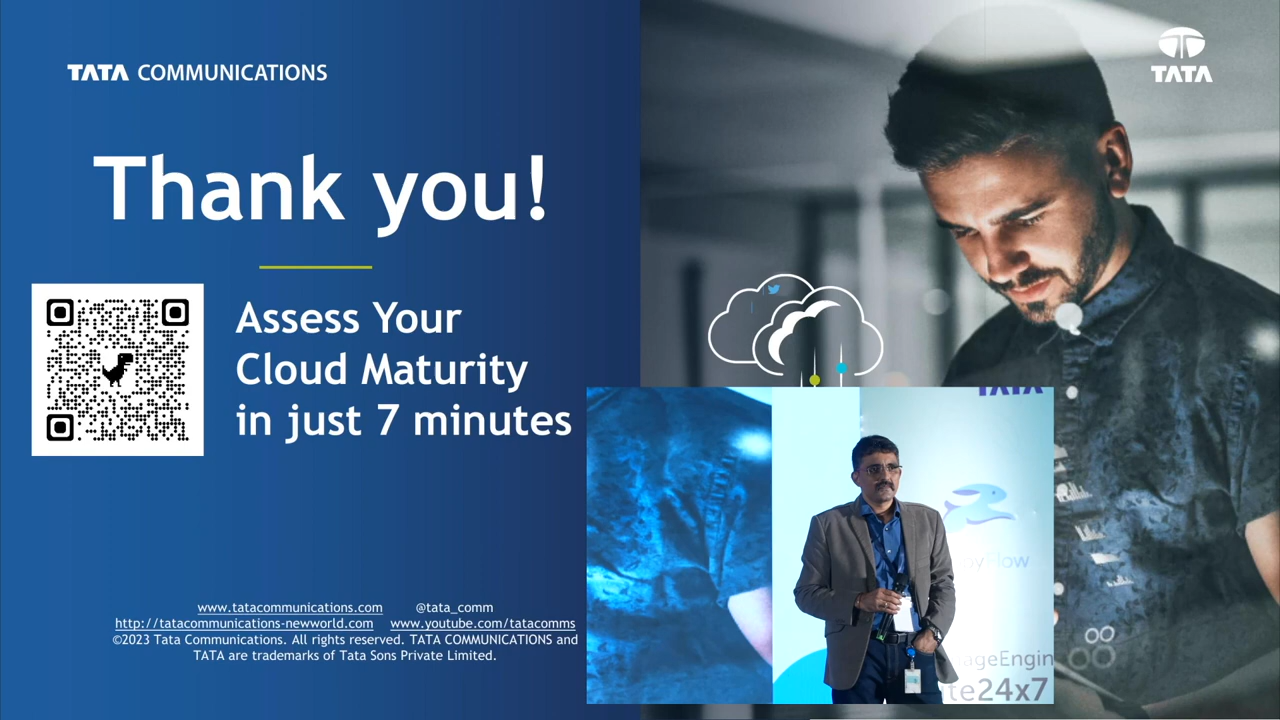 TATA COMMUNICATIONS
TATA
Thank you!
Assess Your
Cloud Maturity
in just 7 minutes
TATA
www.tatacommunications.com @tata_comm
http://tatacommunications-newworld.com www.youtube.com/tatacomms
©2023 Tata Communications. All rights reserved. TATA COMMUNICATIONS and
TATA are trademarks of Tata Sons Private Limited.